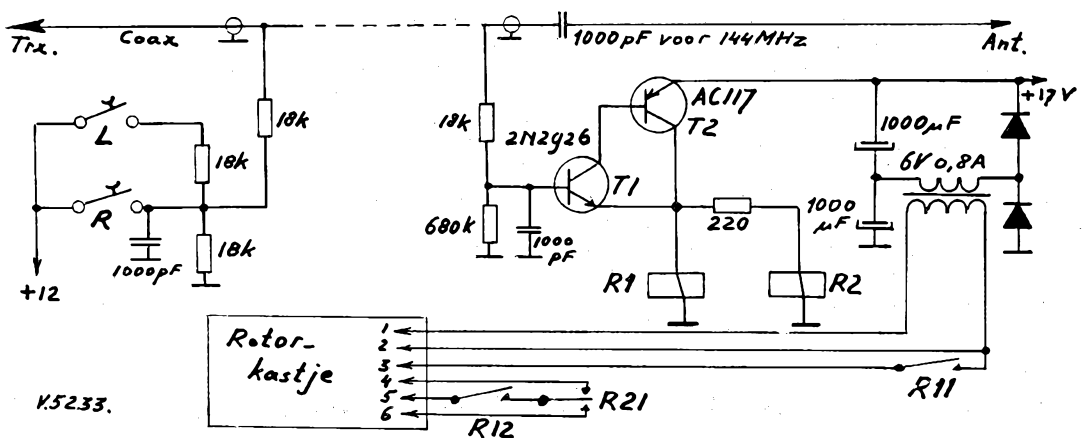 Trx.
Coax
1000pF voor 144MHz
Ant.
+17V
18k
L
18k
R
1000pF
18k
+12
18k
2N2926
T1
AC117
T2
680k
1000
pF
220
R1
R2
1000µF
6V 0,8A
1000
µF
Rotor-
kastje
1
2
3
4
5
6
R11
R21
R12
V.5233.